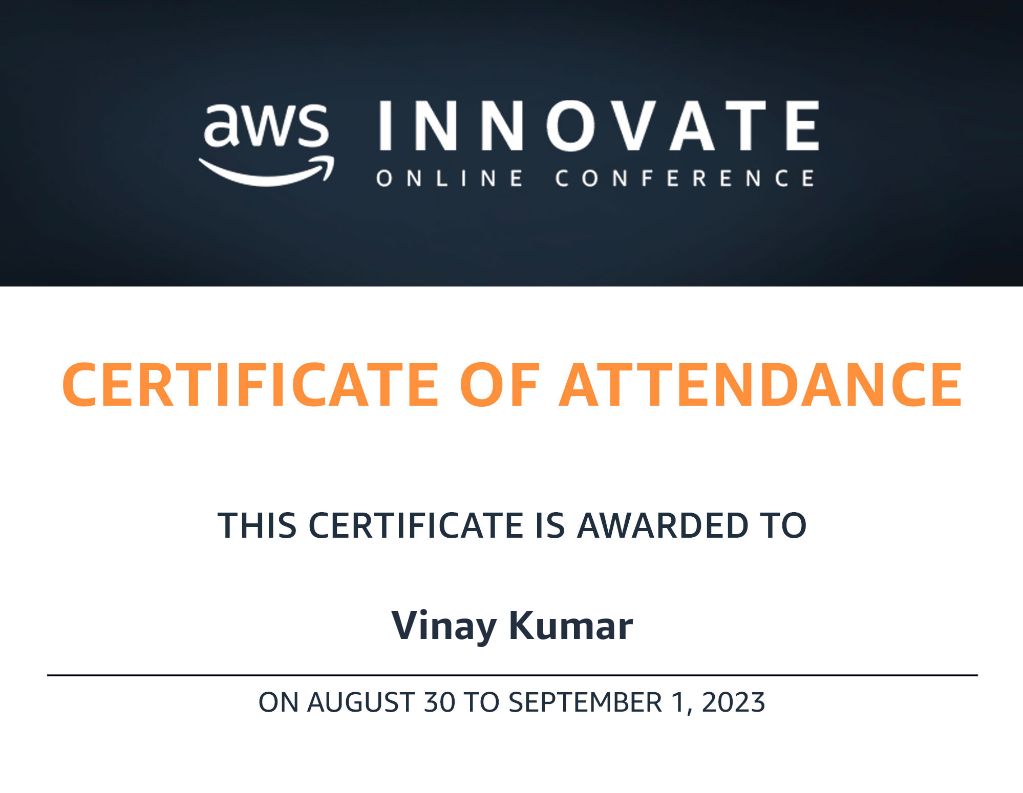 aws INNOVATE
ONLINE CONFERENCE
CERTIFICATE OF ATTENDANCE
THIS CERTIFICATE IS AWARDED TO
Vinay Kumar
ON AUGUST 30 TO SEPTEMBER 1, 2023